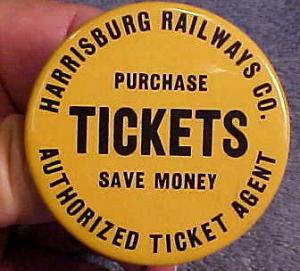 HARRISBURG RAILWAYS CO.
PURCHASE
TICKETS
SAVE MONEY
AUTHORIZED TICKET AGENT